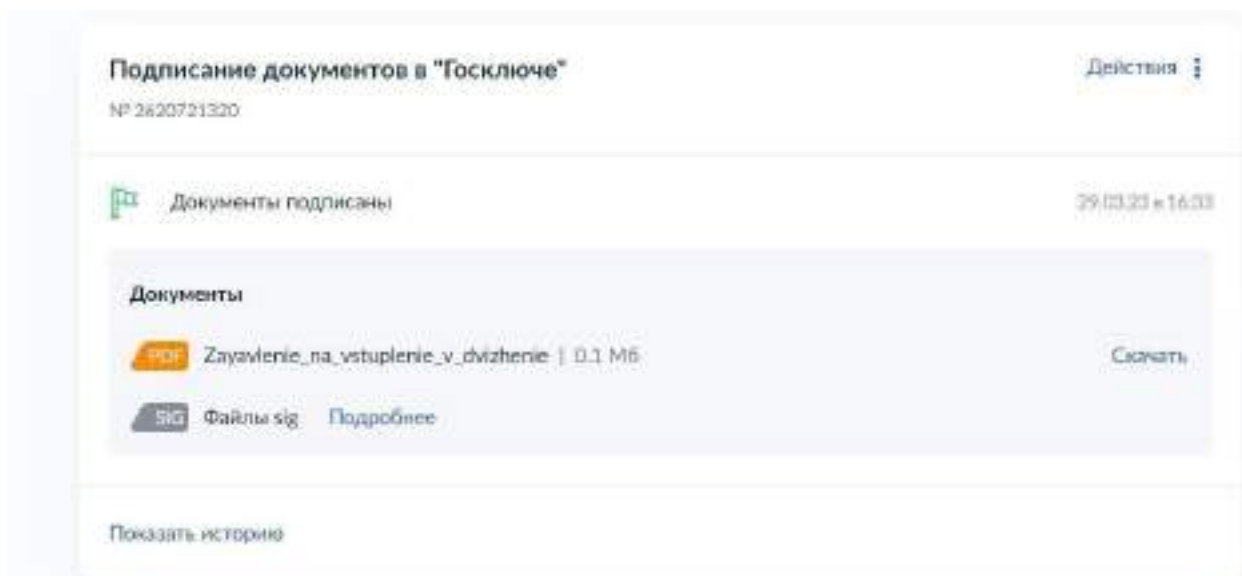 Подписание документов в "Госключе"
Действия
№ 2620721320
Документы подписаны
29.03.23 в 16:33
Документы
PDF Zayavlenie_na_vstuplenie_v_dvizhenie | 0.1 Мб
Скачать
SIG Файлы sig Подробнее
Показать историю